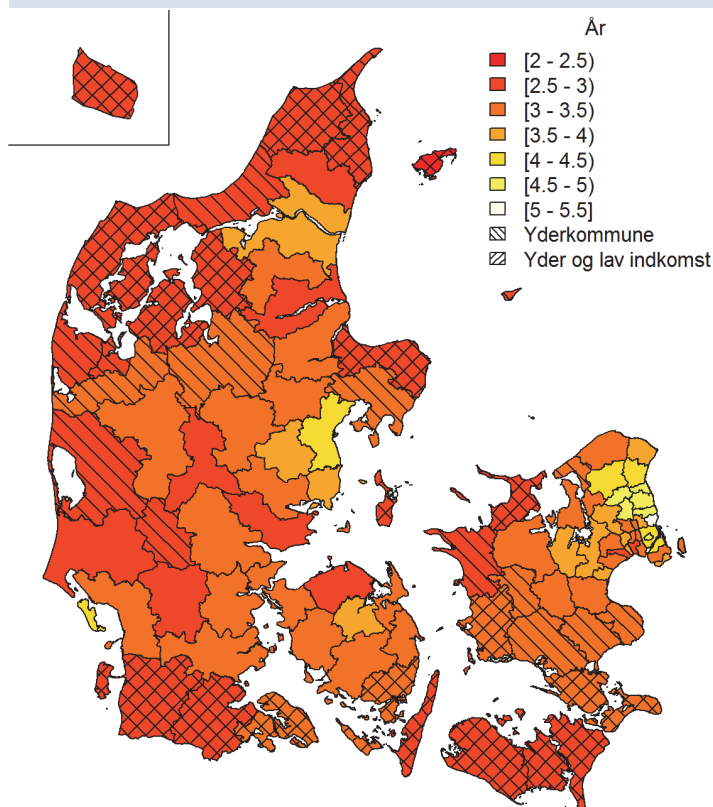 År
[2 - 2.5)
[2.5 - 3)
[3 - 3.5)
[3.5 - 4)
[4 - 4.5)
[4.5 - 5)
[5 - 5.5]
Yderkommune
Yder og lav indkomst